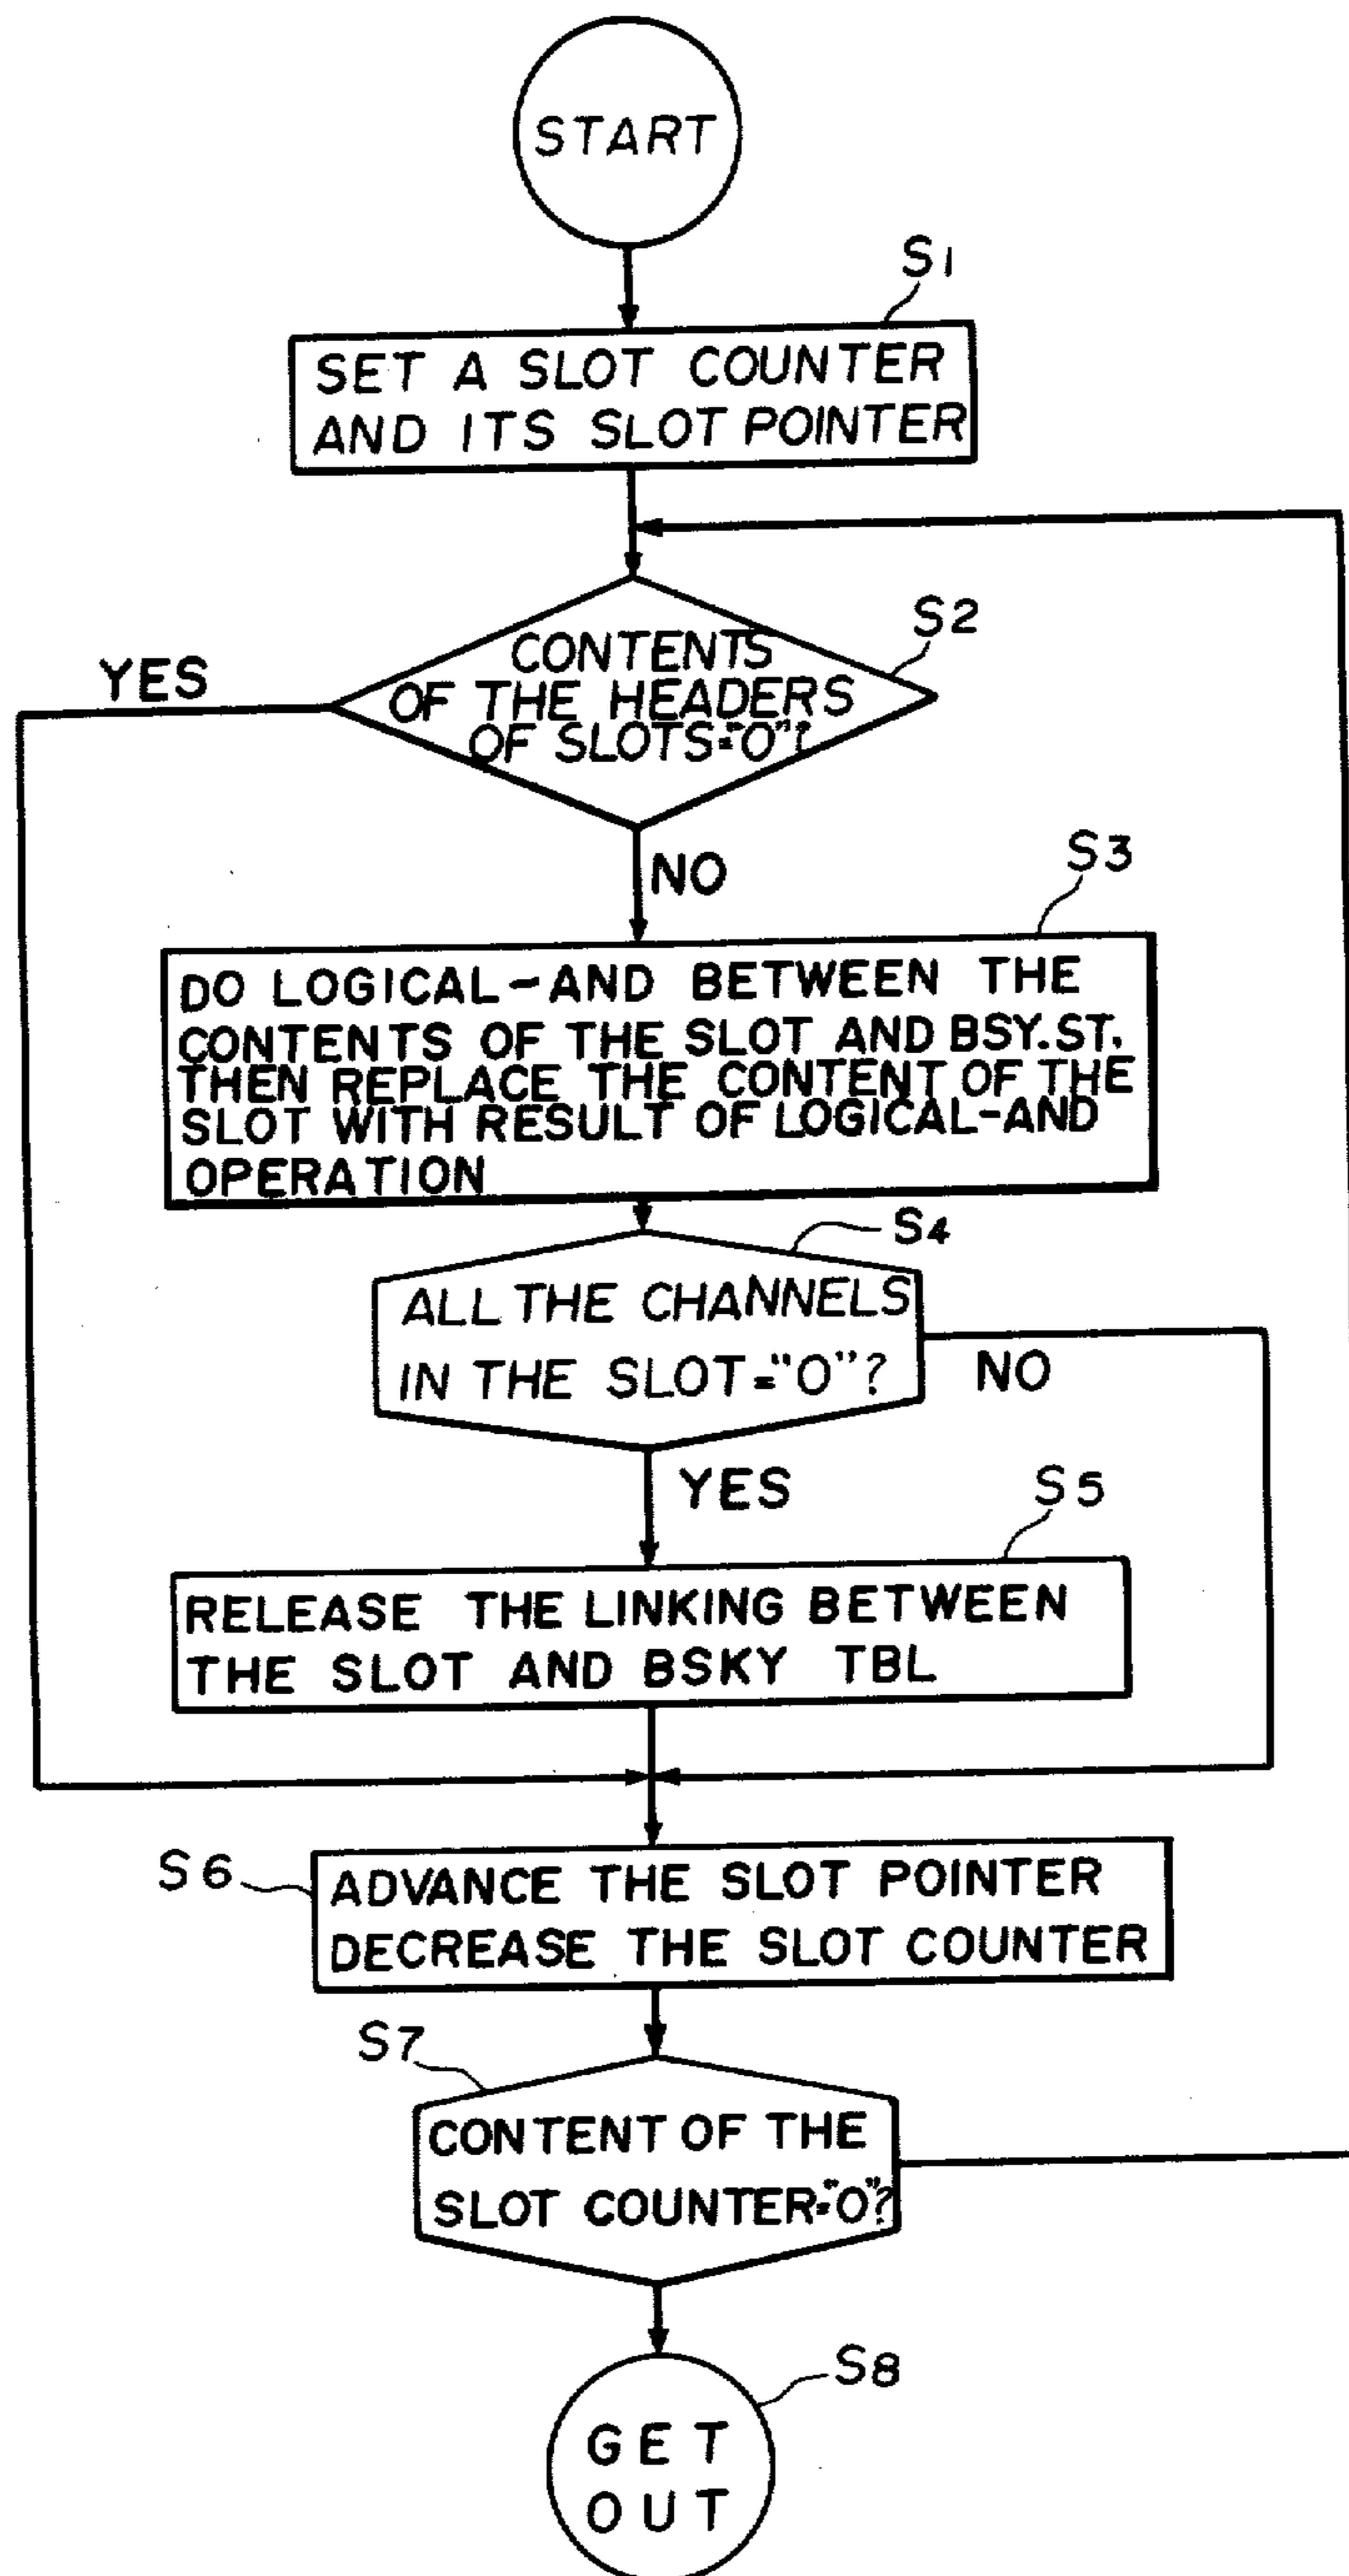 START
S1
SET A SLOT COUNTER
AND ITS SLOT POINTER
S2
CONTENTS
OF THE HEADERS
OF SLOTS="O"?
YES
NO
S3
DO LOGICAL-AND BETWEEN THE
CONTENTS OF THE SLOT AND BSY.ST.
THEN REPLACE THE CONTENT OF THE
SLOT WITH RESULT OF LOGICAL-AND
OPERATION
S4
ALL THE CHANNELS
IN THE SLOT="O"?
NO
YES
S5
RELEASE THE LINKING BETWEEN
THE SLOT AND BSKY TBL
S6
ADVANCE THE SLOT POINTER
DECREASE THE SLOT COUNTER
S7
CONTENT OF THE
SLOT COUNTER="O"?
S8
GET
OUT